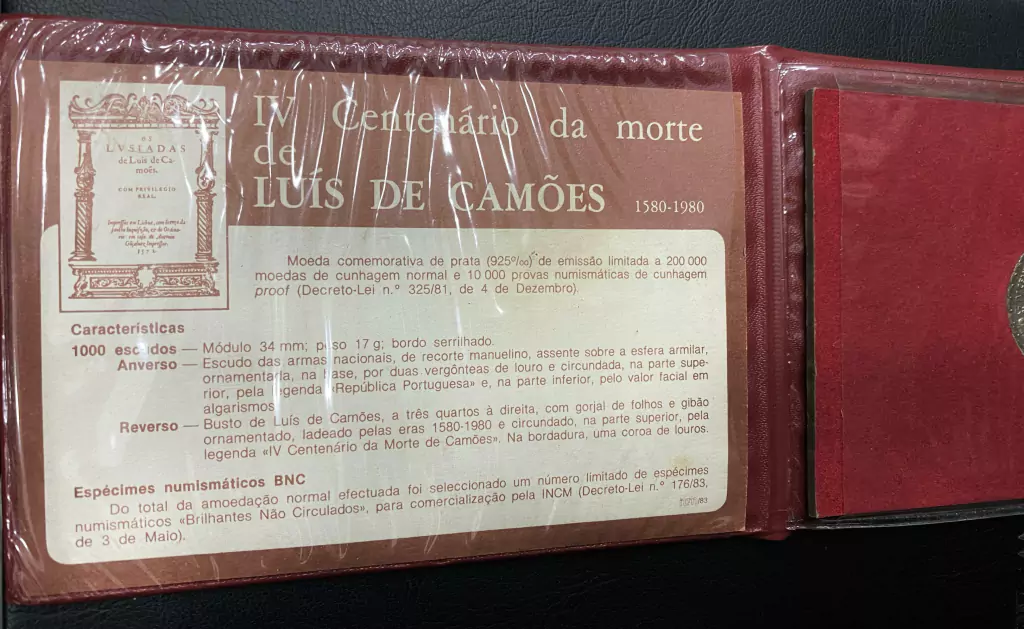 OS
LVSIADAS
de Luis de Ca-
mões.
COM PRIVILEGIO
REAL.
IV Centenário da morte
de
LUÍS DE CAMÕES 1580-1980
Moeda comemorativa de prata (925º/₀₀) de emissão limitada a 200 000
moedas de cunhagem normal e 10 000 provas numismáticas de cunhagem
proof (Decreto-Lei n.º 325/81, de 4 de Dezembro).
Características
1000 escudos — Módulo 34 mm; peso 17 g; bordo serrilhado.
Anverso — Escudo das armas nacionais, de recorte manuelino, assente sobre a esfera armilar,
ornamentada, na base, por duas vergônteas de louro e circundada, na parte supe-
rior, pela legenda «República Portuguesa» e, na parte inferior, pelo valor facial em
algarismos
Reverso — Busto de Luís de Camões, a três quartos à direita, com gorjal de folhos e gibão
ornamentado, ladeado pelas eras 1580-1980 e circundado, na parte superior, pela
legenda «IV Centenário da Morte de Camões». Na bordadura, uma coroa de louros.
Espécimes numismáticos BNC
Do total da amoedação normal efectuada foi seleccionado um número limitado de espécimes
numismáticos «Brilhantes Não Circulados», para comercialização pela INCM (Decreto-Lei n.º 176/83,
de 3 de Maio).
/83